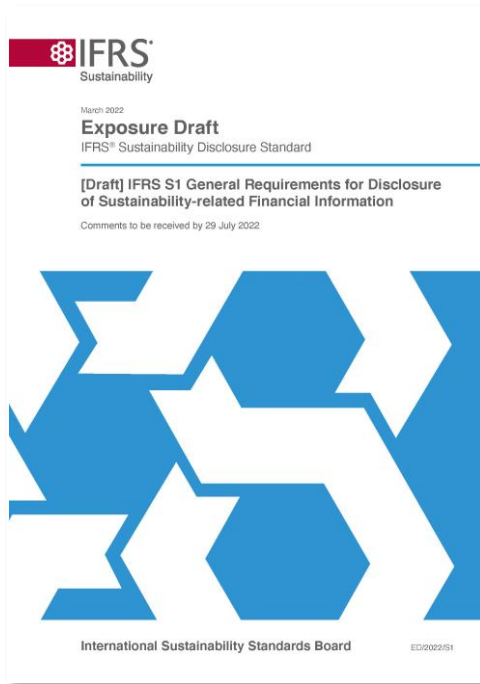 IFRS®
Sustainability
March 2022
Exposure Draft
IFRS® Sustainability Disclosure Standard
[Draft] IFRS S1 General Requirements for Disclosure
of Sustainability-related Financial Information
Comments to be received by 29 July 2022
International Sustainability Standards Board
ED/2022/S1